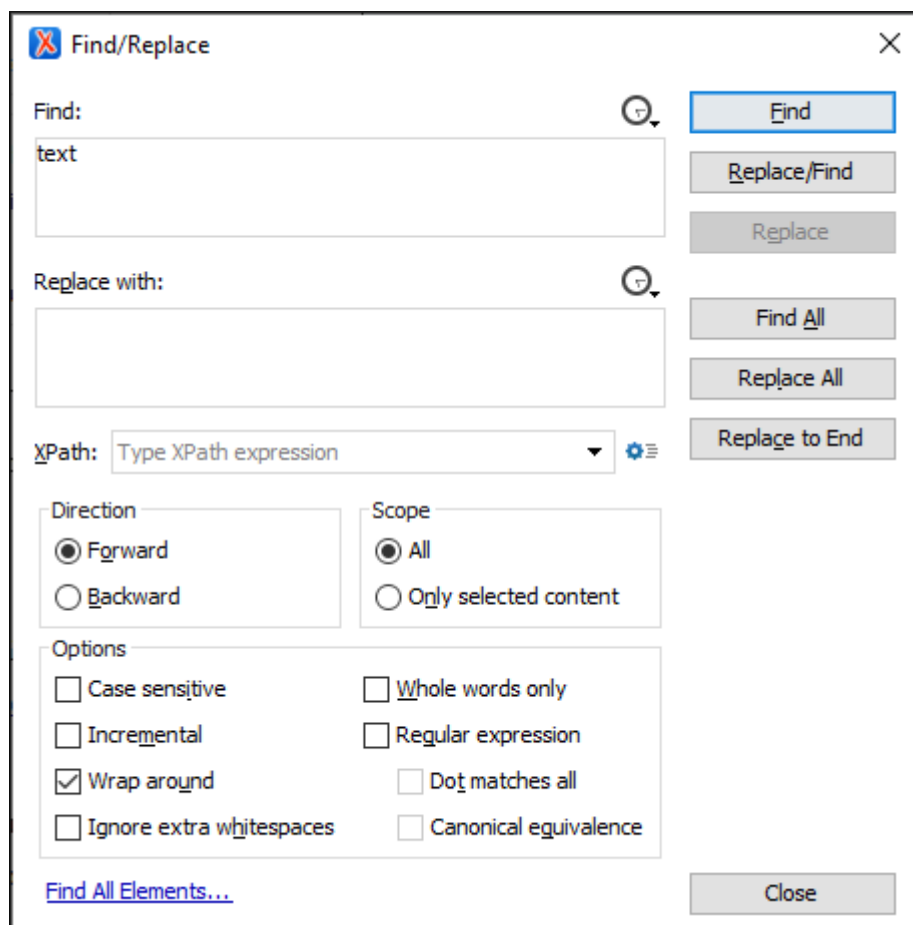 Find/Replace
Find:
Find
text
Replace/Find
Replace
Replace with:
Find All
Replace All
XPath: Type XPath expression
Replace to End
Direction
Scope
Forward
All
Backward
Only selected content
Options
Case sensitive
Whole words only
Incremental
Regular expression
Wrap around
Dot matches all
Ignore extra whitespaces
Canonical equivalence
Find All Elements...
Close